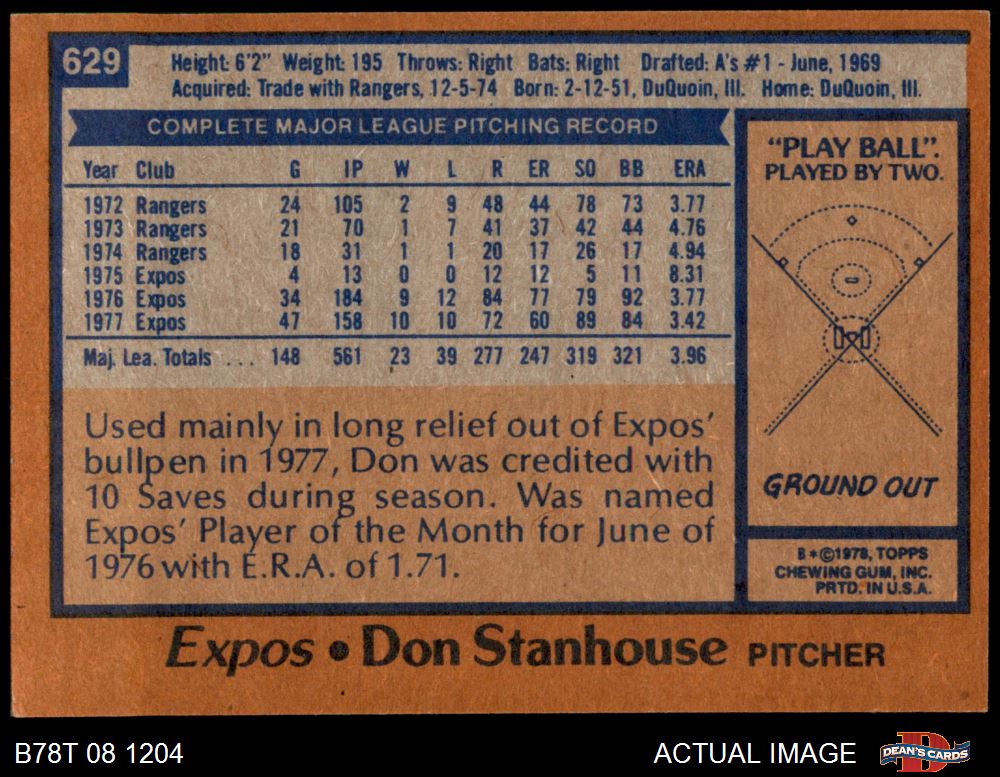 629
Height: 6'2" Weight: 195 Throws: Right Bats: Right Drafted: A's #1 - June, 1969
Acquired: Trade with Rangers, 12-5-74 Born: 2-12-51, DuQuoin, Ill. Home: DuQuoin, Ill.
COMPLETE MAJOR LEAGUE PITCHING RECORD
Year Club G IP W L R ER SO BB ERA
1972 Rangers 24 105 2 9 48 44 78 73 3.77
1973 Rangers 21 70 1 7 41 37 42 44 4.76
1974 Rangers 18 31 1 1 20 17 26 17 4.94
1975 Expos 4 13 0 0 12 12 5 11 8.31
1976 Expos 34 184 9 12 84 77 79 92 3.77
1977 Expos 47 158 10 10 72 60 89 84 3.42
Maj. Lea. Totals ... 148 561 23 39 277 247 319 321 3.96
Used mainly in long relief out of Expos'
bullpen in 1977, Don was credited with
10 Saves during season. Was named
Expos' Player of the Month for June of
1976 with E.R.A. of 1.71.
"PLAY BALL".
PLAYED BY TWO.
GROUND OUT
B*©1978, TOPPS
CHEWING GUM, INC.
PRTD. IN U.S.A.
Expos • Don Stanhouse PITCHER
B78T 08 1204
ACTUAL IMAGE
D
DEAN'S CARDS